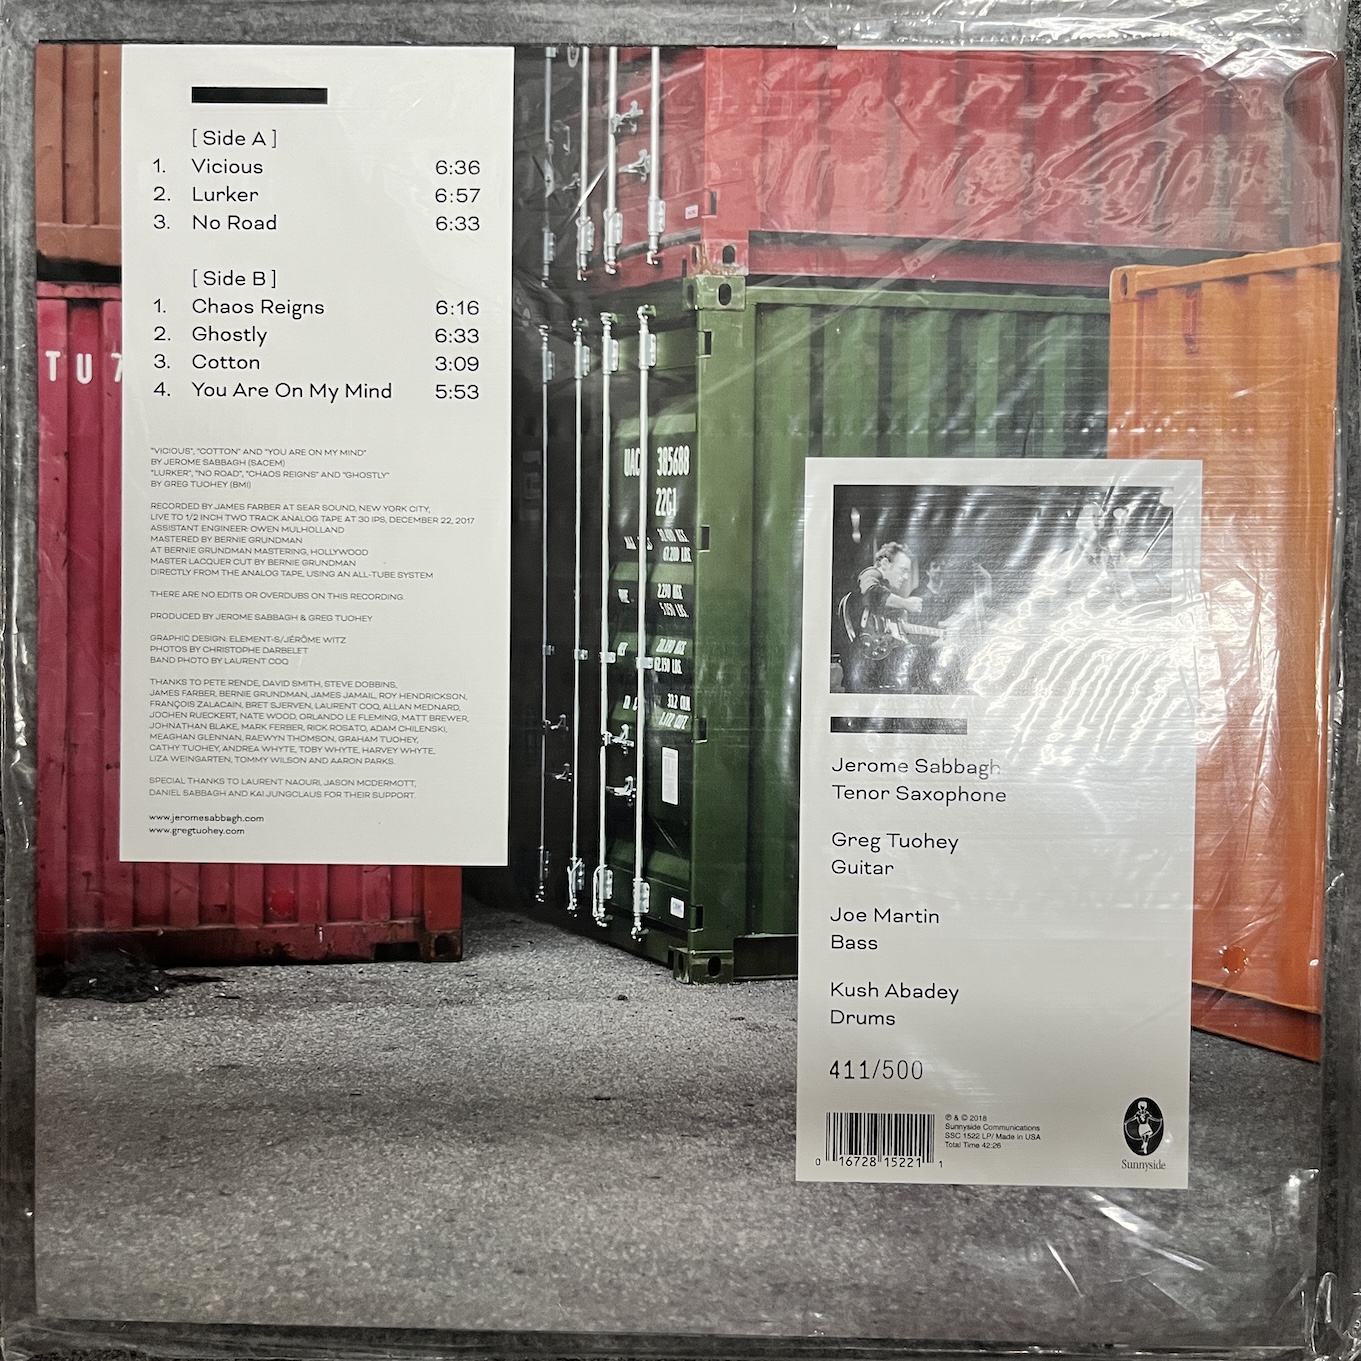 [ Side A ]
1. Vicious 6:36
2. Lurker 6:57
3. No Road 6:33
[ Side B ]
1. Chaos Reigns 6:16
2. Ghostly 6:33
3. Cotton 3:09
4. You Are On My Mind 5:53
"VICIOUS", "COTTON" AND "YOU ARE ON MY MIND"
BY JEROME SABBAGH (SACEM)
"LURKER", "NO ROAD", "CHAOS REIGNS" AND "GHOSTLY"
BY GREG TUOHEY (BMI)
RECORDED BY JAMES FARBER AT SEAR SOUND, NEW YORK CITY,
LIVE TO 1/2 INCH TWO TRACK ANALOG TAPE AT 30 IPS, DECEMBER 22, 2017
ASSISTANT ENGINEER: OWEN MULHOLLAND
MASTERED BY BERNIE GRUNDMAN
AT BERNIE GRUNDMAN MASTERING, HOLLYWOOD
MASTER LACQUER CUT BY BERNIE GRUNDMAN
DIRECTLY FROM THE ANALOG TAPE, USING AN ALL-TUBE SYSTEM
THERE ARE NO EDITS OR OVERDUBS ON THIS RECORDING.
PRODUCED BY JEROME SABBAGH & GREG TUOHEY
GRAPHIC DESIGN: ELEMENT-S/JÉRÔME WITZ
PHOTOS BY CHRISTOPHE DARBELET
BAND PHOTO BY LAURENT COQ
THANKS TO PETE RENDE, DAVID SMITH, STEVE DOBBINS,
JAMES FARBER, BERNIE GRUNDMAN, JAMES JAMAIL, ROY HENDRICKSON,
FRANÇOIS ZALACAIN, BRET SJERVEN, LAURENT COQ, ALLAN MEDNARD,
JOCHEN RUECKERT, NATE WOOD, ORLANDO LE FLEMING, MATT BREWER,
JOHNATHAN BLAKE, MARK FERBER, RICK ROSATO, ADAM CHILENSKI,
MEAGHAN GLENNAN, RAEWYN THOMSON, GRAHAM TUOHEY,
CATHY TUOHEY, ANDREA WHYTE, TOBY WHYTE, HARVEY WHYTE,
LIZA WEINGARTEN, TOMMY WILSON AND AARON PARKS.
SPECIAL THANKS TO LAURENT NAOURI, JASON MCDERMOTT,
DANIEL SABBAGH AND KAI JUNGCLAUS FOR THEIR SUPPORT.
www.jeromesabbagh.com
www.gregtuohey.com
TU 7
UAC 385688
22G1
Jerome Sabbagh
Tenor Saxophone
Greg Tuohey
Guitar
Joe Martin
Bass
Kush Abadey
Drums
411/500
℗ & © 2018
Sunnyside Communications
SSC 1522 LP/ Made in USA
Total Time 42:26
0 16728 15221 1
Sunnyside